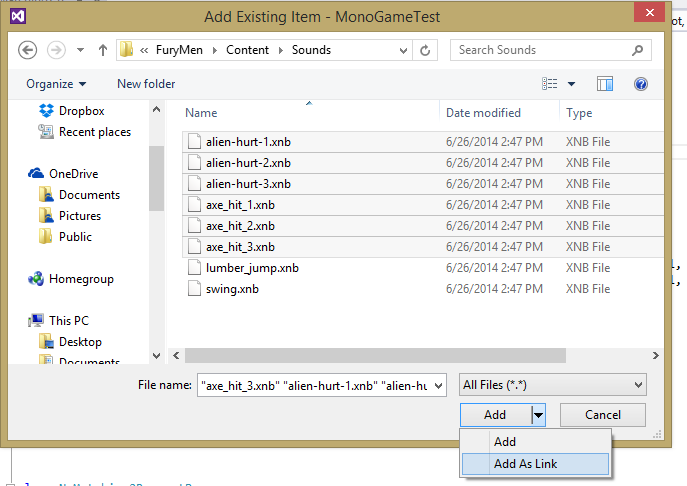 Add Existing Item - MonoGameTest
ot,
« FuryMen Content Sounds Search Sounds
Organize New folder
Name Date modified Type
Dropbox
Recent places
OneDrive
Documents
Pictures
Public
Homegroup
This PC
Desktop
Documents
alien-hurt-1.xnb 6/26/2014 2:47 PM XNB File
alien-hurt-2.xnb 6/26/2014 2:47 PM XNB File
alien-hurt-3.xnb 6/26/2014 2:47 PM XNB File
axe_hit_1.xnb 6/26/2014 2:47 PM XNB File
axe_hit_2.xnb 6/26/2014 2:47 PM XNB File
axe_hit_3.xnb 6/26/2014 2:47 PM XNB File
lumber_jump.xnb 6/26/2014 2:47 PM XNB File
swing.xnb 6/26/2014 2:47 PM XNB File
File name: "axe_hit_3.xnb" "alien-hurt-1.xnb" "alien-hu All Files (*.*)
Add Cancel
Add
Add As Link